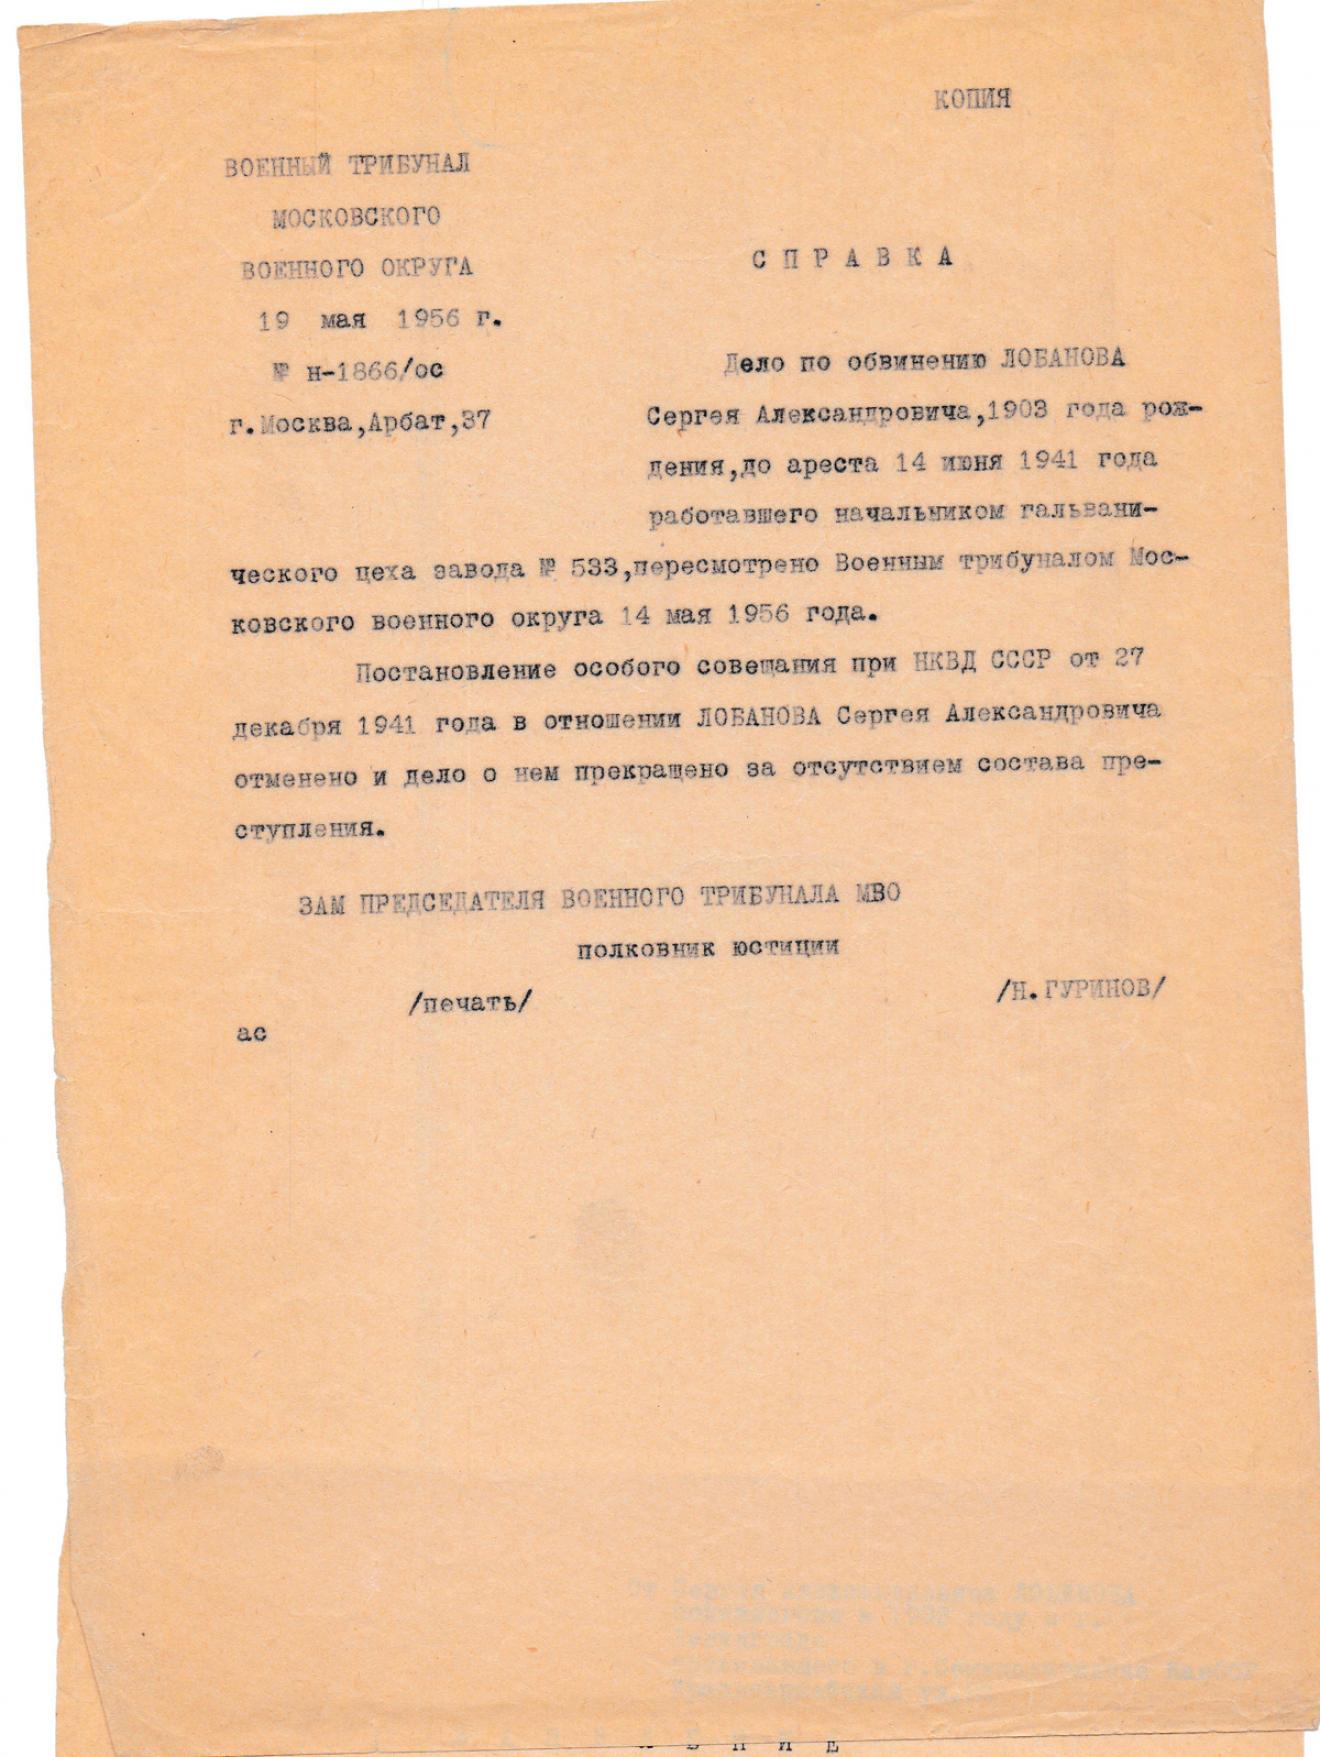 КОПИЯ
ВОЕННЫЙ ТРИБУНАЛ
МОСКОВСКОГО
ВОЕННОГО ОКРУГА
19 мая 1956 г.
№ н-1866/ос
г.Москва,Арбат,37
С П Р А В К А
Дело по обвинению ЛОБАНОВА
Сергея Александровича,1903 года рож-
дения,до ареста 14 июня 1941 года
работавшего начальником гальвани-
ческого цеха завода № 533,пересмотрено Военным трибуналом Мос-
ковского военного округа 14 мая 1956 года.
Постановление особого совещания при НКВД СССР от 27
декабря 1941 года в отношении ЛОБАНОВА Сергея Александровича
отменено и дело о нем прекращено за отсутствием состава пре-
ступления.
ЗАМ ПРЕДСЕДАТЕЛЯ ВОЕННОГО ТРИБУНАЛА МВО
полковник юстиции
/печать/ /Н.ГУРИНОВ/
ас